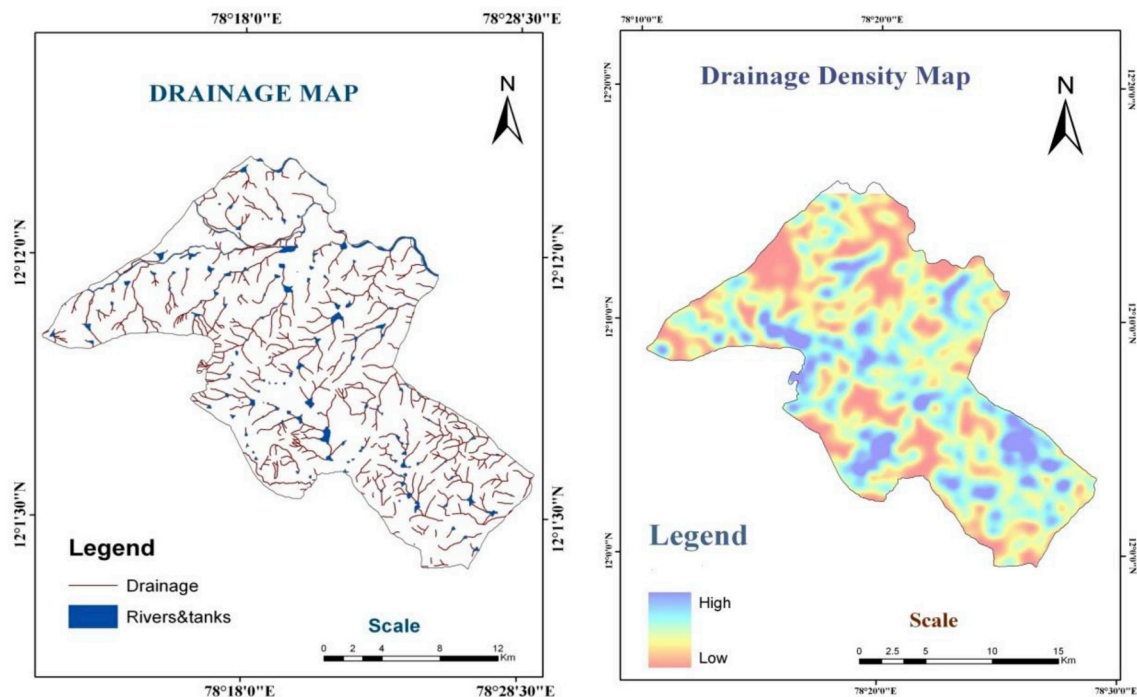 78°18'0"E
78°28'30"E
DRAINAGE MAP
N
12°12'0"N
12°12'0"N
12°1'30"N
12°1'30"N
Legend
Drainage
Rivers&tanks
Scale
0 2 4 8 12
Km
78°18'0"E
78°28'30"E
78°10'0"E
78°20'0"E
Drainage Density Map
N
12°20'0"N
12°20'0"N
12°10'0"N
12°10'0"N
12°0'0"N
12°0'0"N
Legend
High
Low
Scale
0 2.5 5 10 15
Km
78°20'0"E
78°30'0"E